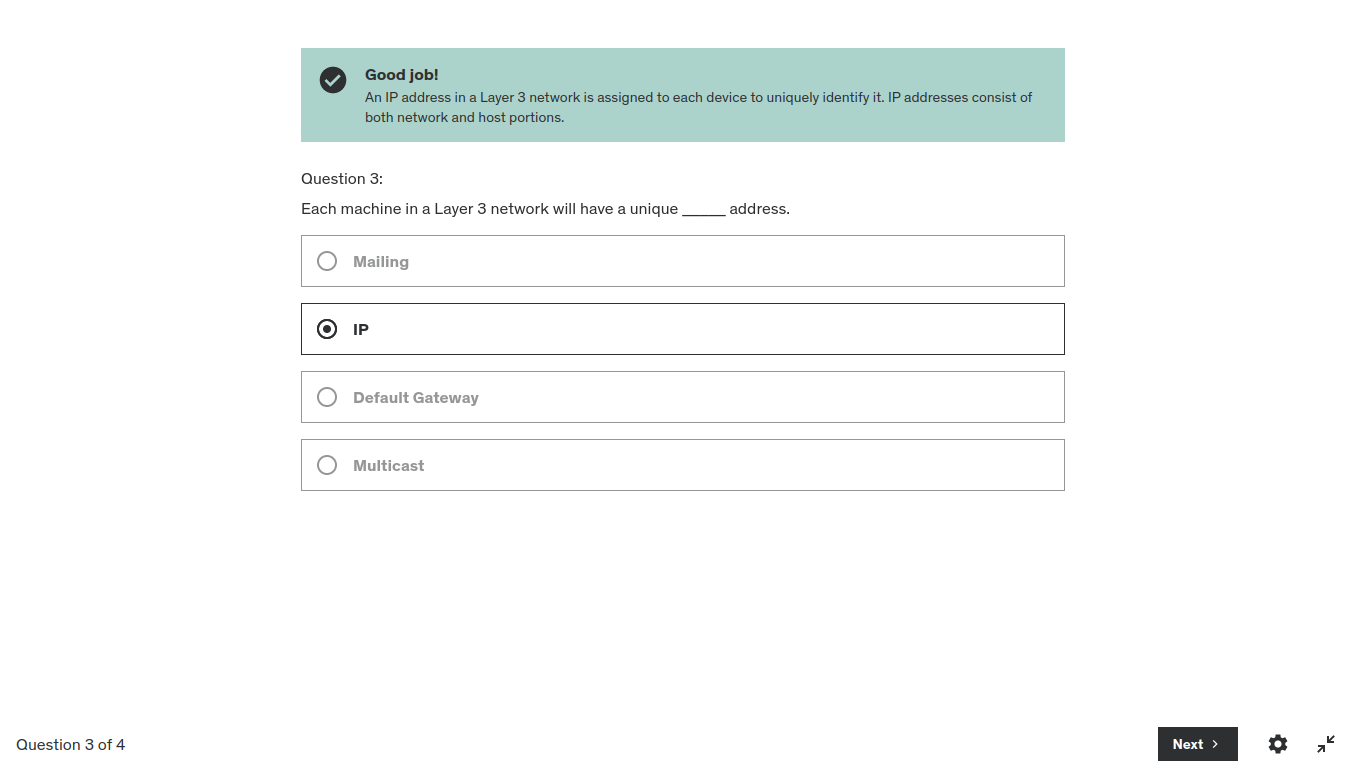 Good job!
An IP address in a Layer 3 network is assigned to each device to uniquely identify it. IP addresses consist of
both network and host portions.
Question 3:
Each machine in a Layer 3 network will have a unique _____ address.
Mailing
IP
Default Gateway
Multicast
Question 3 of 4
Next